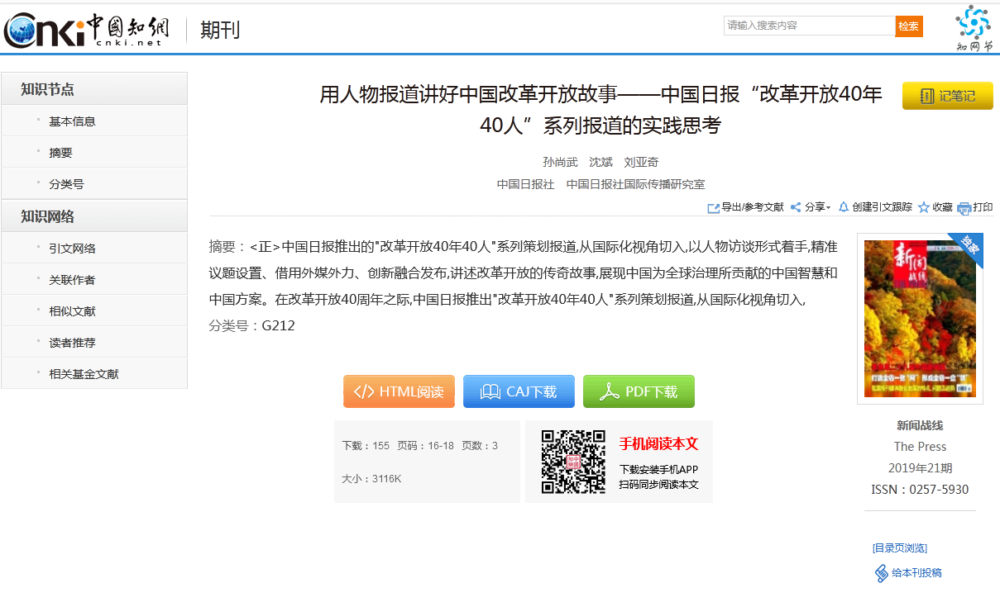 Cnki中國知網
cnki.net
期刊
请输入搜索内容
检索
知网节
知识节点
基本信息
摘要
分类号
知识网络
引文网络
关联作者
相似文献
读者推荐
相关基金文献
用人物报道讲好中国改革开放故事——中国日报“改革开放40年
40人”系列报道的实践思考
记笔记
孙尚武 沈斌 刘亚奇
中国日报社 中国日报社国际传播研究室
导出/参考文献 分享 创建引文跟踪 收藏 打印
摘要：<正>中国日报推出的"改革开放40年40人"系列策划报道,从国际化视角切入,以人物访谈形式着手,精准
议题设置、借用外媒外力、创新融合发布,讲述改革开放的传奇故事,展现中国为全球治理所贡献的中国智慧和
中国方案。在改革开放40周年之际,中国日报推出"改革开放40年40人"系列策划报道,从国际化视角切入,
分类号：G212
HTML阅读
CAJ下载
PDF下载
下载：155 页码：16-18 页数：3
大小：3116K
手机阅读本文
下载安装手机APP
扫码同步阅读本文
独家
新闻
战线
新闻战线
The Press
2019年21期
ISSN：0257-5930
[目录页浏览]
给本刊投稿